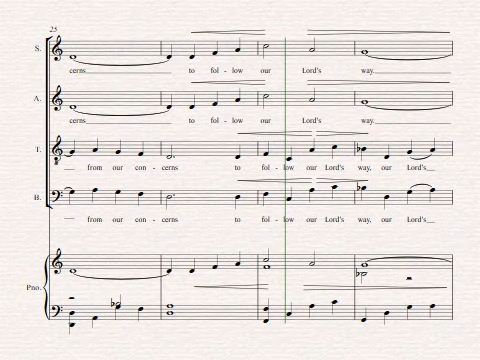 25
S.
cerns to fol - low our Lord's way.
A.
cerns to fol - low our Lord's way.
T.
from our con - cerns to fol - low our Lord's way, our Lord's
B.
from our con - cerns to fol - low our Lord's way, our Lord's
Pno.